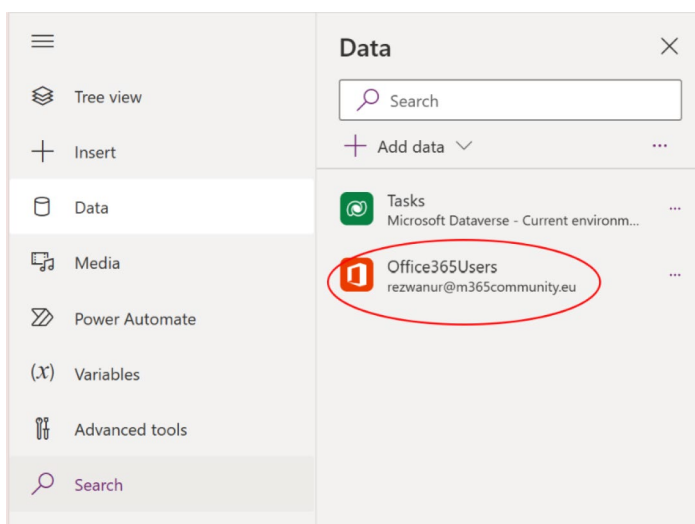 Tree view
Insert
Data
Media
Power Automate
(x) Variables
Advanced tools
Search
Data
Search
Add data
Tasks
Microsoft Dataverse - Current environm...
Office365Users
rezwanur@m365community.eu